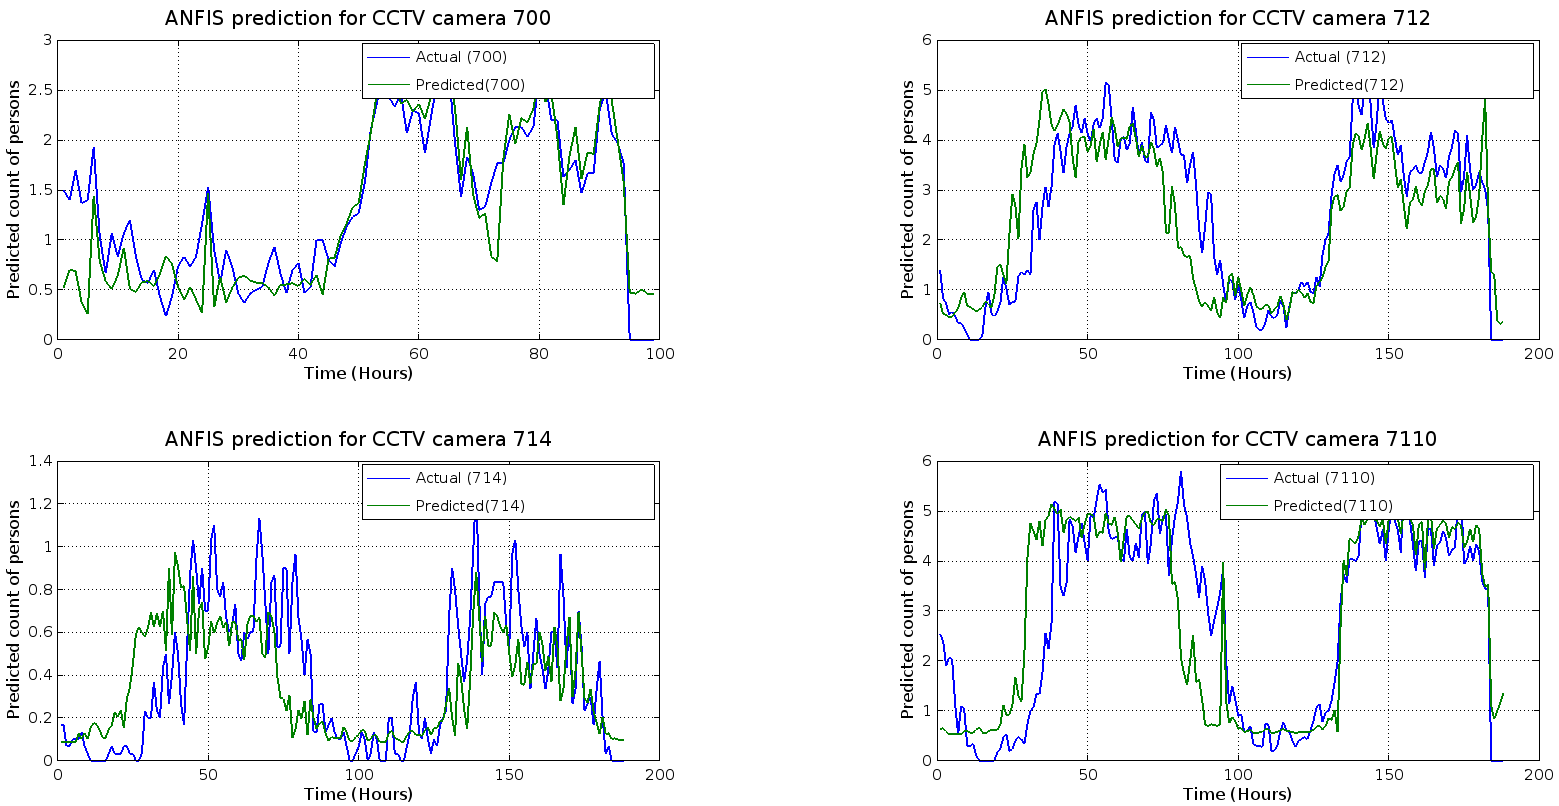 ANFIS prediction for CCTV camera 700
Predicted count of persons
3
2.5
2
1.5
1
0.5
0
Actual (700)
Predicted(700)
0 20 40 60 80 100
Time (Hours)
ANFIS prediction for CCTV camera 712
Predicted count of persons
6
5
4
3
2
1
0
Actual (712)
Predicted(712)
0 50 100 150 200
Time (Hours)
ANFIS prediction for CCTV camera 714
Predicted count of persons
1.4
1.2
1
0.8
0.6
0.4
0.2
0
Actual (714)
Predicted(714)
0 50 100 150 200
Time (Hours)
ANFIS prediction for CCTV camera 7110
Predicted count of persons
6
5
4
3
2
1
0
Actual (7110)
Predicted(7110)
0 50 100 150 200
Time (Hours)